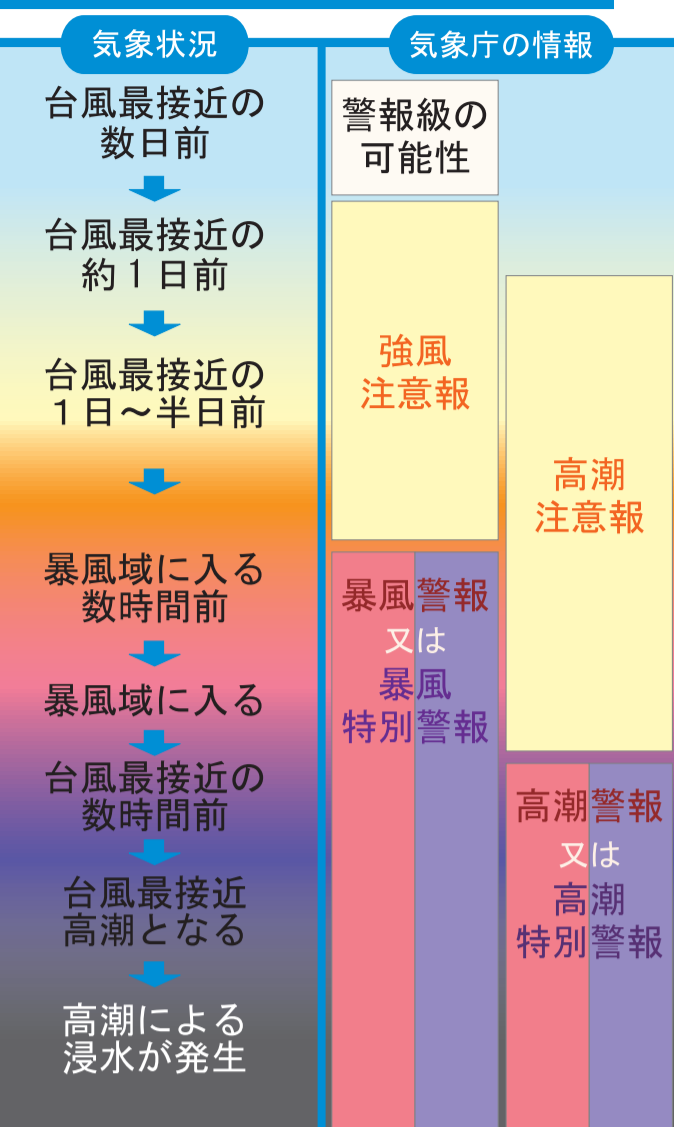 気象状況
台風最接近の
数日前
台風最接近の
約１日前
台風最接近の
１日～半日前
暴風域に入る
数時間前
暴風域に入る
台風最接近の
数時間前
台風最接近
高潮となる
高潮による
浸水が発生
気象庁の情報
警報級の
可能性
強風
注意報
暴風警報
又は
暴風
特別警報
高潮
注意報
高潮警報
又は
高潮
特別警報